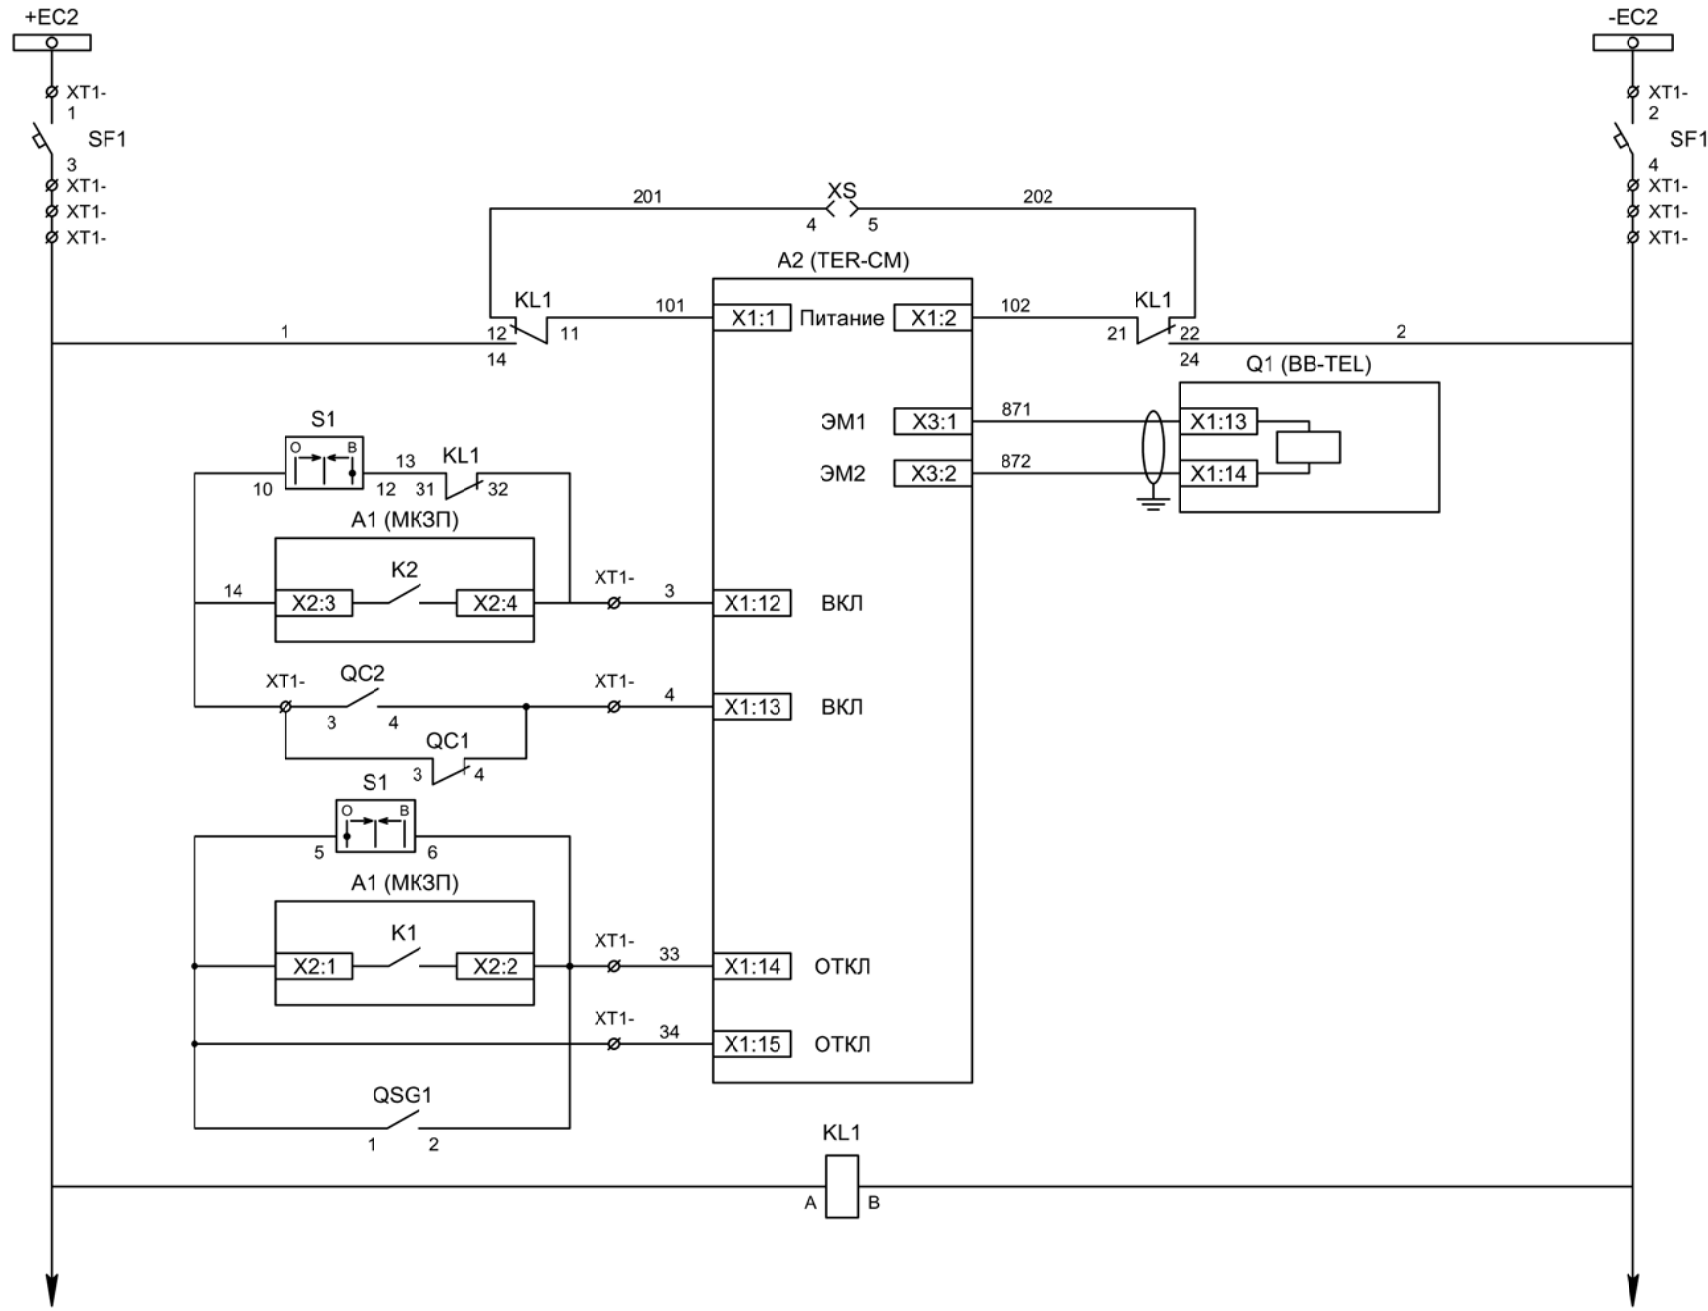 +EC2
-EC2
XT1-
XT1-
1
2
SF1
SF1
3
4
XT1-
XT1-
XT1-
XT1-
XT1-
XT1-
201
XS
202
4
5
A2 (TER-CM)
KL1
101
X1:1
Питание
X1:2
102
KL1
1
12
11
21
22
2
14
24
Q1 (BB-TEL)
S1
ЭМ1
X3:1
871
X1:13
О
В
13
KL1
10
12
31
32
ЭМ2
X3:2
872
X1:14
A1 (МКЗП)
K2
14
X2:3
X2:4
XT1-
3
X1:12
ВКЛ
XT1-
QC2
XT1-
4
3
4
X1:13
ВКЛ
QC1
3
4
S1
О
В
5
6
A1 (МКЗП)
K1
X2:1
X2:2
XT1-
33
X1:14
ОТКЛ
XT1-
34
X1:15
ОТКЛ
QSG1
1
2
KL1
A
B